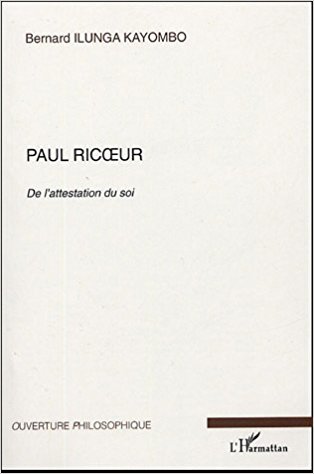 Bernard ILUNGA KAYOMBO
PAUL RICŒUR
De l'attestation du soi
OUVERTURE PHILOSOPHIQUE
L'Harmattan